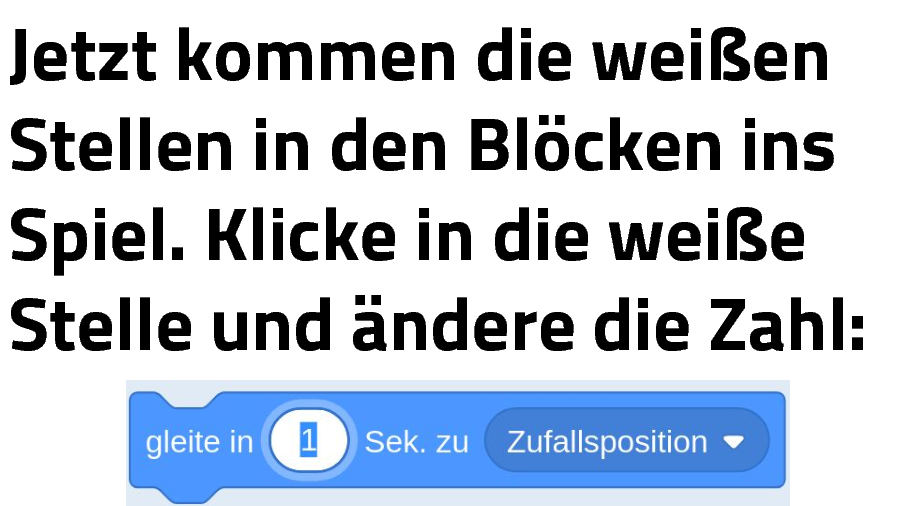 Jetzt kommen die weißen
Stellen in den Blöcken ins
Spiel. Klicke in die weiße
Stelle und ändere die Zahl:
gleite in 1 Sek. zu Zufallsposition